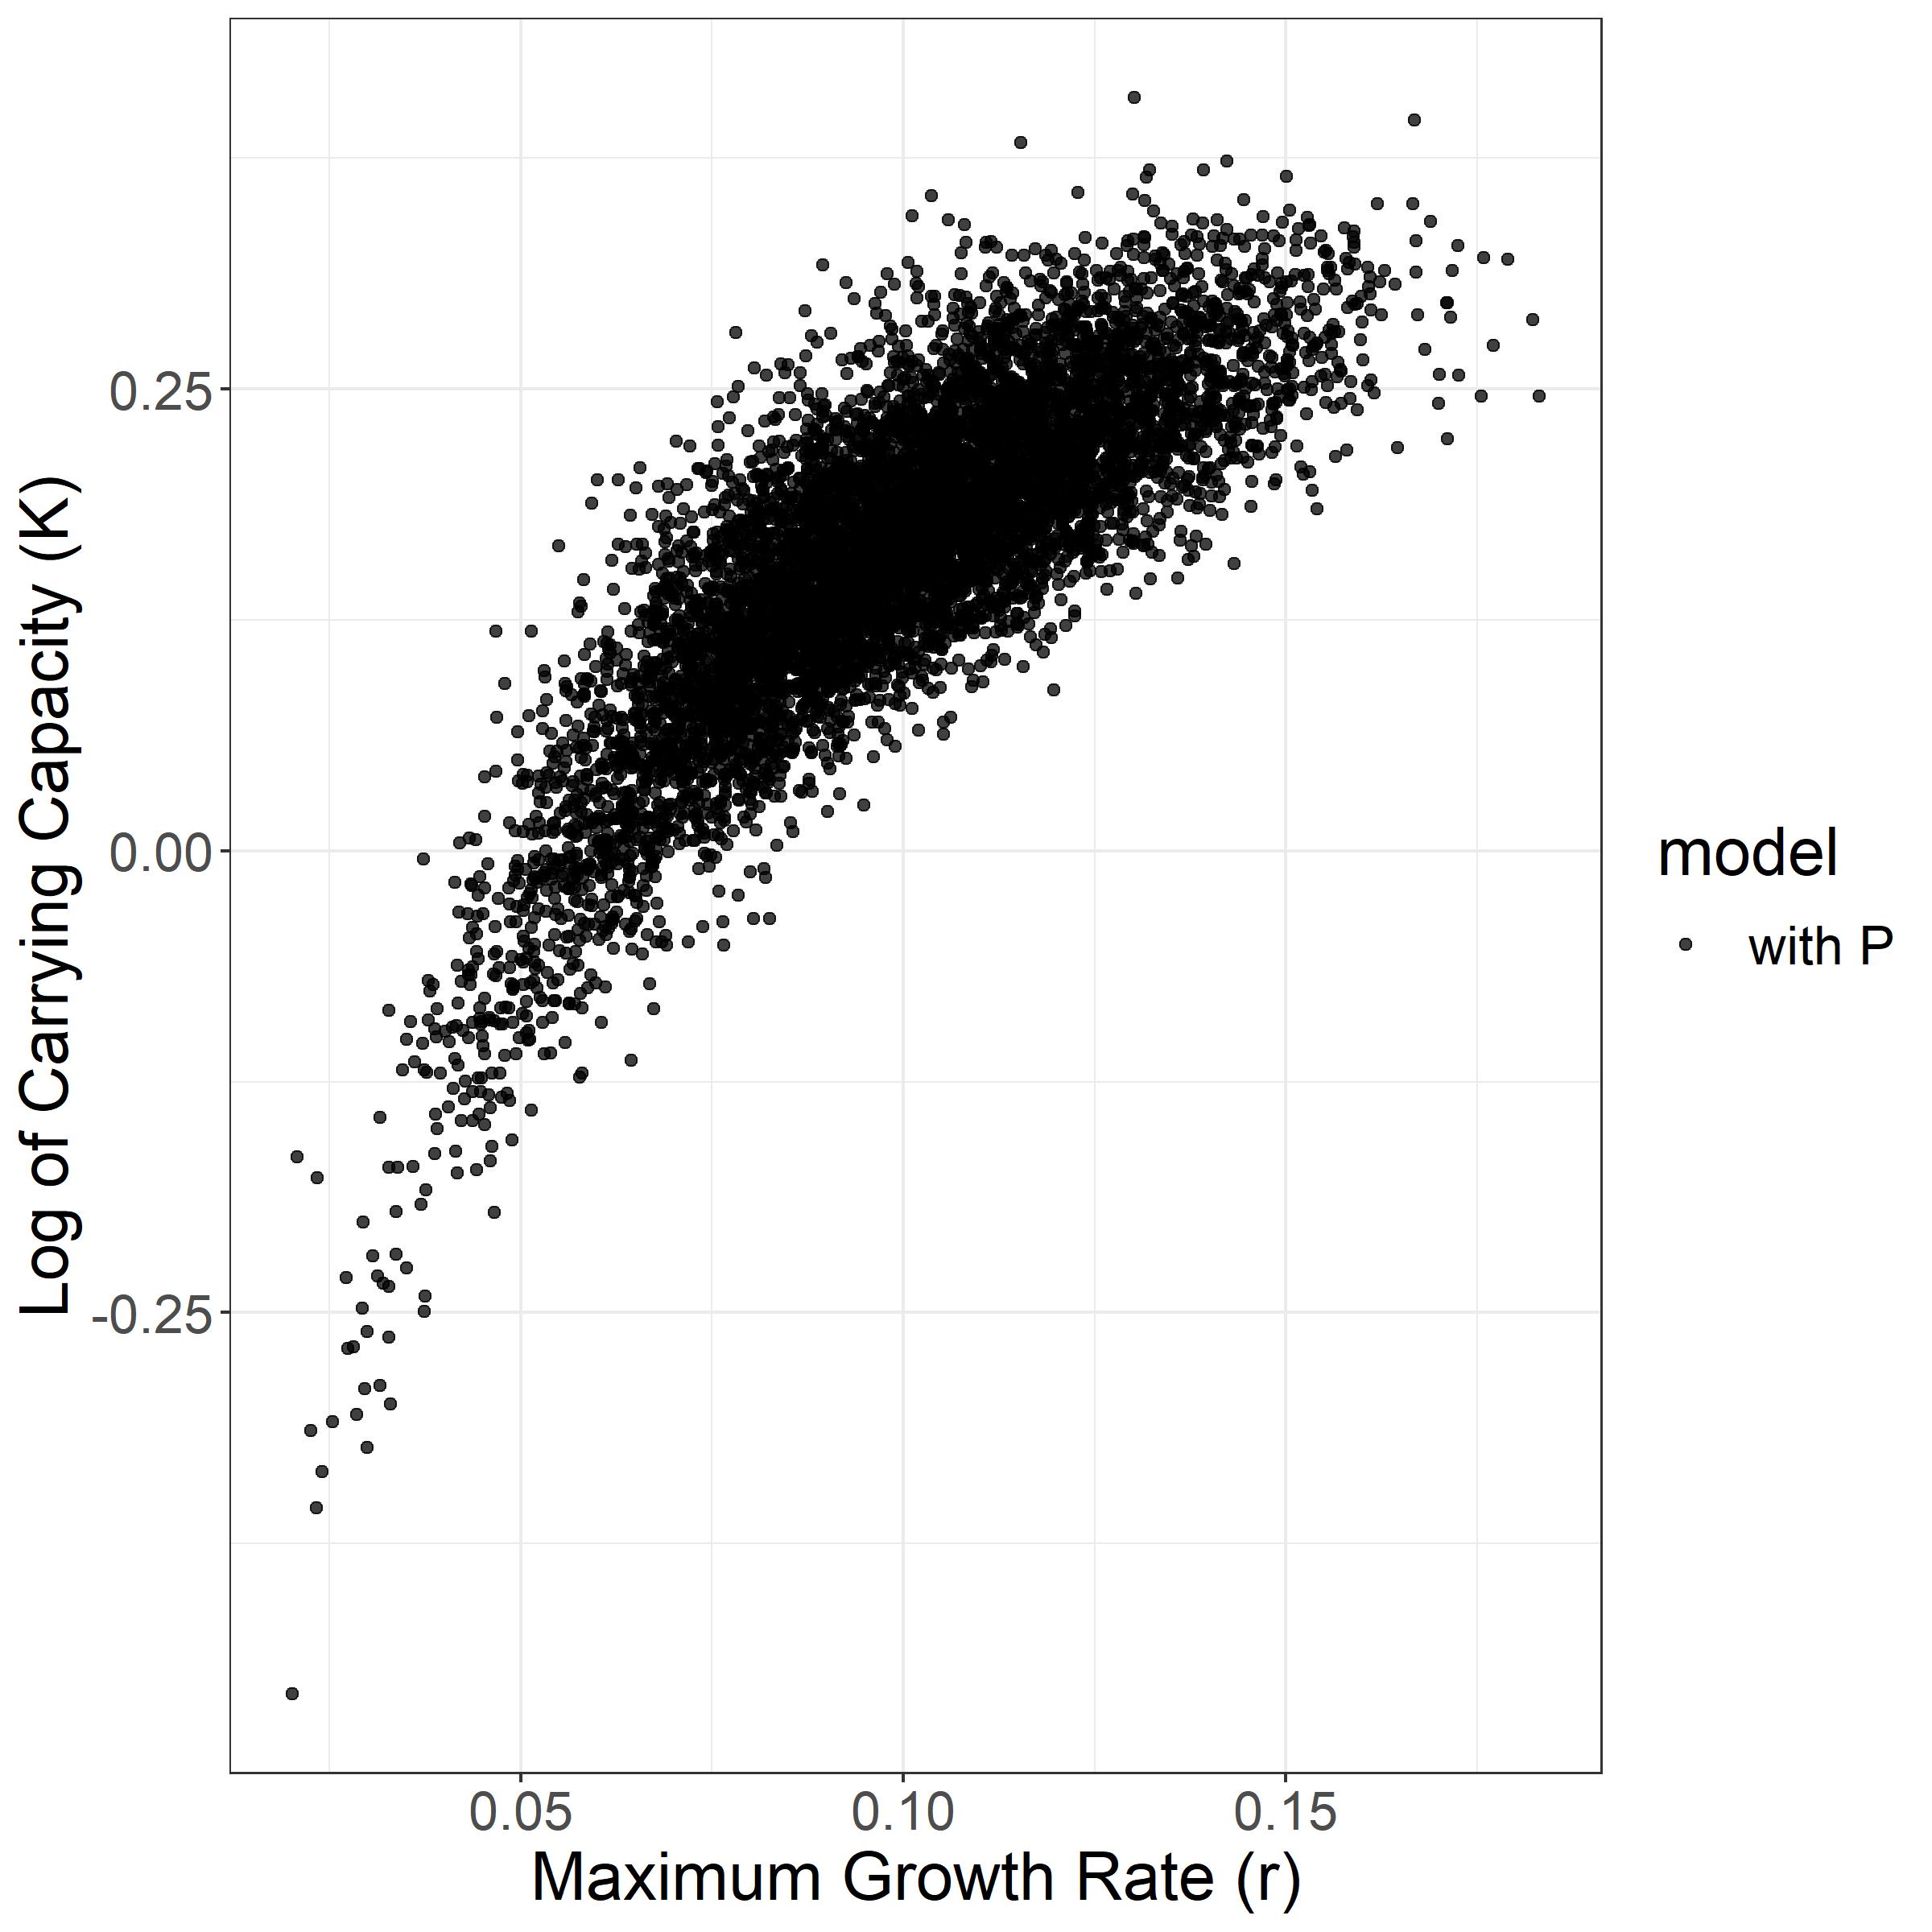 Log of Carrying Capacity (K)
0.25
0.00
-0.25
0.05 0.10 0.15
Maximum Growth Rate (r)
model
with P